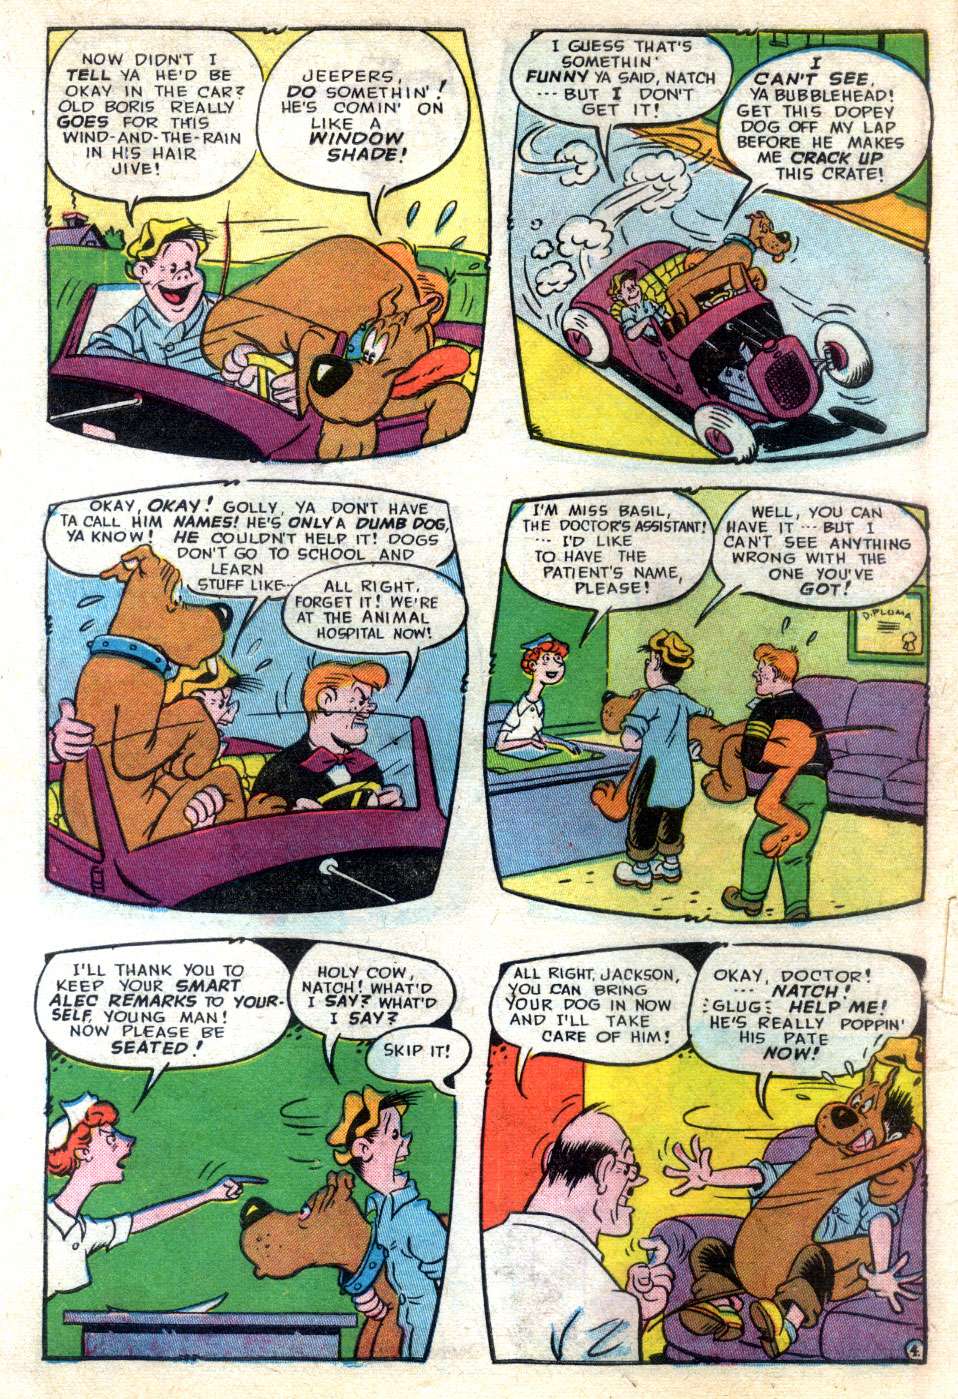 NOW DIDN'T I
TELL YA HE'D BE
OKAY IN THE CAR?
OLD BORIS REALLY
GOES FOR THIS
WIND-AND-THE-RAIN
IN HIS HAIR
JIVE!
JEEPERS,
DO SOMETHIN'!
HE'S COMIN' ON
LIKE A
WINDOW
SHADE!
I GUESS THAT'S
SOMETHIN'
FUNNY YA SAID, NATCH
--- BUT I DON'T
GET IT!
I
CAN'T SEE,
YA BUBBLEHEAD!
GET THIS DOPEY
DOG OFF MY LAP
BEFORE HE MAKES
ME CRACK UP
THIS CRATE!
OKAY, OKAY! GOLLY, YA DON'T HAVE
TA CALL HIM NAMES! HE'S ONLY A DUMB DOG,
YA KNOW! HE COULDN'T HELP IT! DOGS
DON'T GO TO SCHOOL AND
LEARN
STUFF LIKE--
ALL RIGHT,
FORGET IT! WE'RE
AT THE ANIMAL
HOSPITAL NOW!
I'M MISS BASIL,
THE DOCTOR'S ASSISTANT!
--- I'D LIKE
TO HAVE THE
PATIENT'S NAME,
PLEASE!
WELL, YOU CAN
HAVE IT --- BUT I
CAN'T SEE ANYTHING
WRONG WITH THE
ONE YOU'VE
GOT!
DIPLOMA
I'LL THANK YOU TO
KEEP YOUR SMART
ALEC REMARKS TO YOUR-
SELF, YOUNG MAN!
NOW PLEASE BE
SEATED!
HOLY COW,
NATCH! WHAT'D
I SAY? WHAT'D
I SAY?
SKIP IT!
ALL RIGHT, JACKSON,
YOU CAN BRING
YOUR DOG IN NOW
AND I'LL TAKE
CARE OF HIM!
OKAY, DOCTOR!
--- NATCH!
GLUG HELP ME!
HE'S REALLY POPPIN'
HIS PATE
NOW!
4